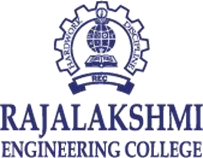 HARDWORK DISCIPLINE
REC
RAJALAKSHMI
ENGINEERING COLLEGE